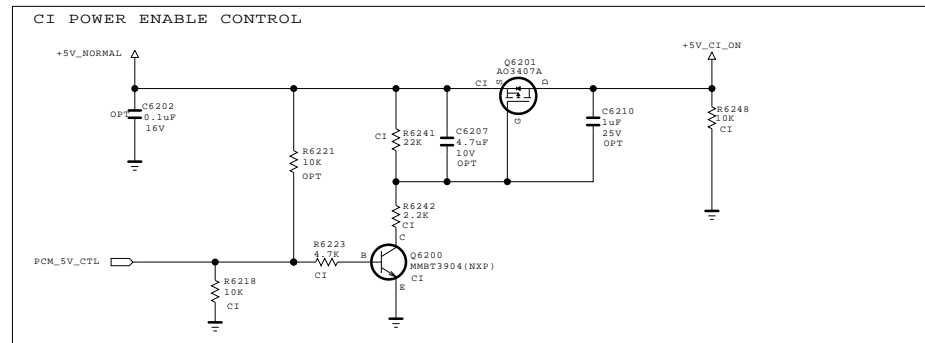 CI POWER ENABLE CONTROL
+5V_NORMAL
+5V_CI_ON
Q6201
AO3407A
CI
S
D
G
OPT
C6202
0.1uF
16V
R6221
10K
OPT
CI
R6241
22K
C6207
4.7uF
10V
OPT
C6210
1uF
25V
OPT
R6248
10K
CI
R6242
2.2K
CI
PCM_5V_CTL
R6223
4.7K
CI
B
C
E
Q6200
MMBT3904(NXP)
CI
R6218
10K
CI